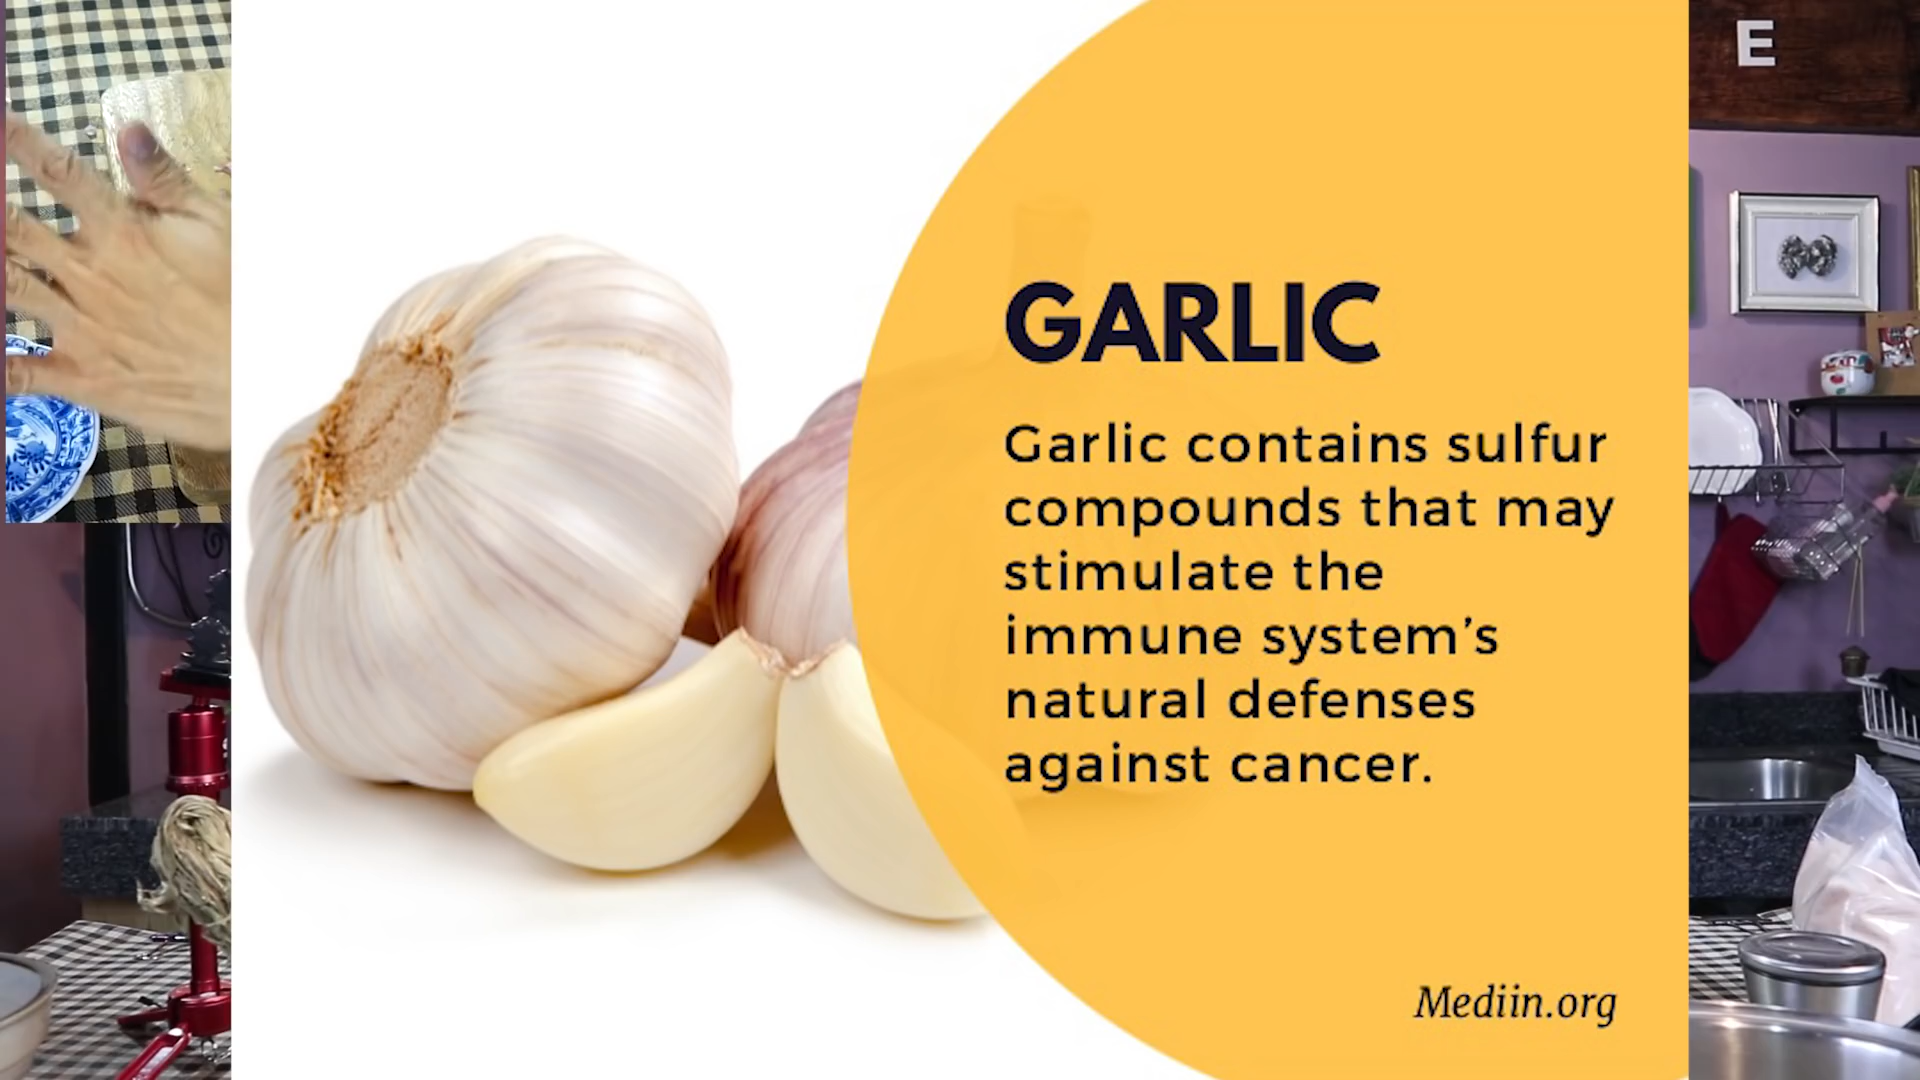 E
GARLIC
Garlic contains sulfur
compounds that may
stimulate the
immune system’s
natural defenses
against cancer.
Mediin.org